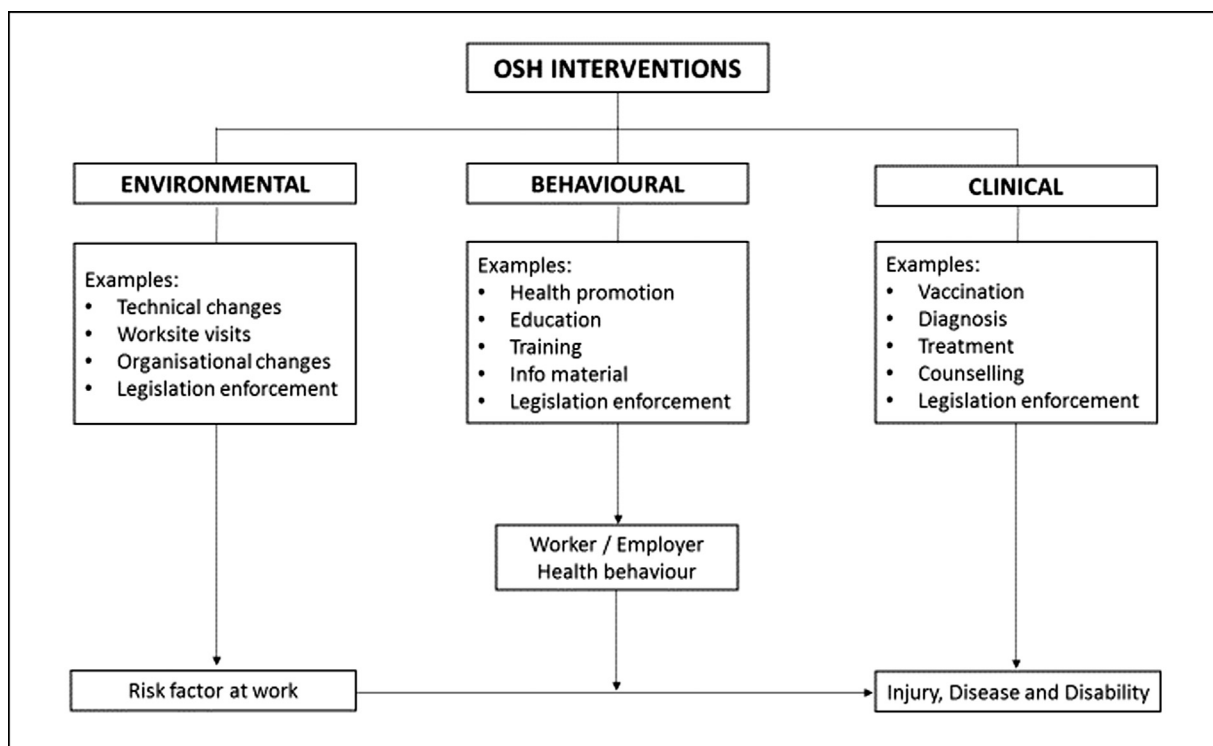 OSH INTERVENTIONS
ENVIRONMENTAL
Examples:
• Technical changes
• Worksite visits
• Organisational changes
• Legislation enforcement
BEHAVIOURAL
Examples:
• Health promotion
• Education
• Training
• Info material
• Legislation enforcement
CLINICAL
Examples:
• Vaccination
• Diagnosis
• Treatment
• Counselling
• Legislation enforcement
Worker / Employer
Health behaviour
Risk factor at work
Injury, Disease and Disability